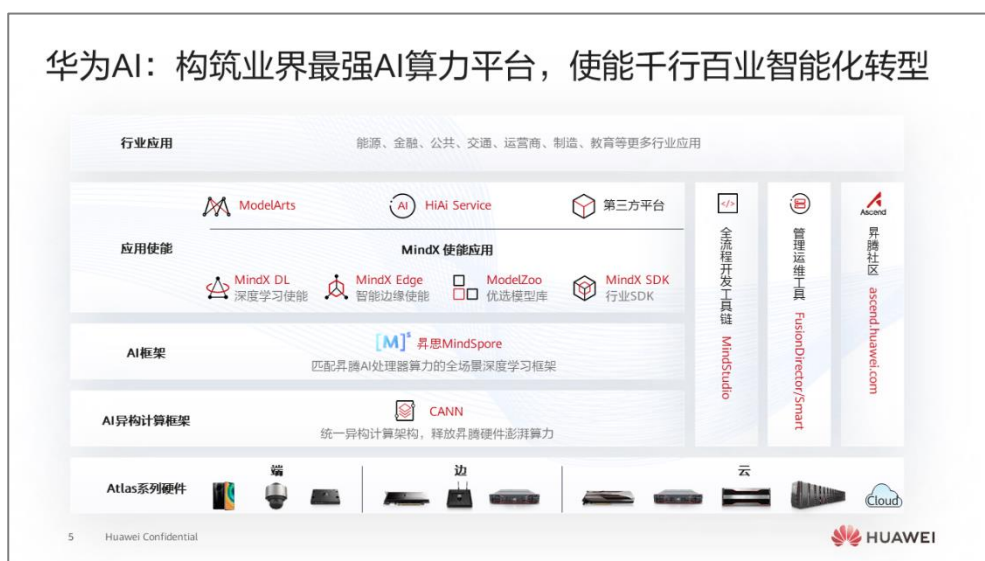 华为AI：构筑业界最强AI算力平台，使能千行百业智能化转型
行业应用
能源、金融、公共、交通、运营商、制造、教育等更多行业应用
应用使能
ModelArts
AI
HiAi Service
第三方平台
MindX 使能应用
MindX DL
深度学习使能
MindX Edge
智能边缘使能
ModelZoo
优选模型库
MindX SDK
行业SDK
AI框架
[M]s
昇思MindSpore
匹配昇腾AI处理器算力的全场景深度学习框架
AI异构计算框架
CANN
统一异构计算架构，释放昇腾硬件澎湃算力
</>
全流程开发工具链 MindStudio
管理运维工具 FusionDirector/Smart
Ascend
昇腾社区 ascend.huawei.com
Atlas系列硬件
端
边
云
Cloud
5 Huawei Confidential
HUAWEI